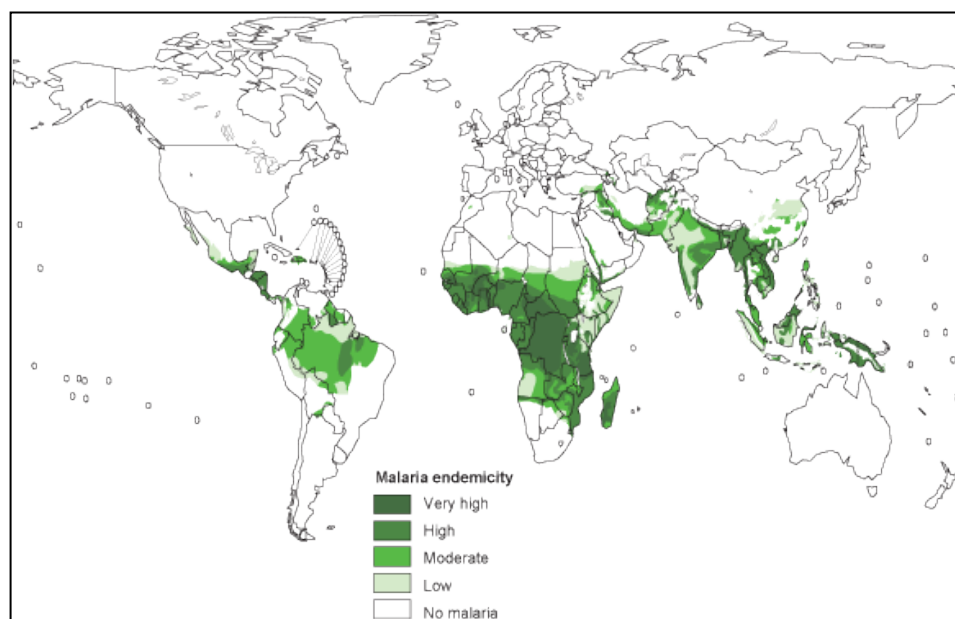 Malaria endemicity
Very high
High
Moderate
Low
No malaria